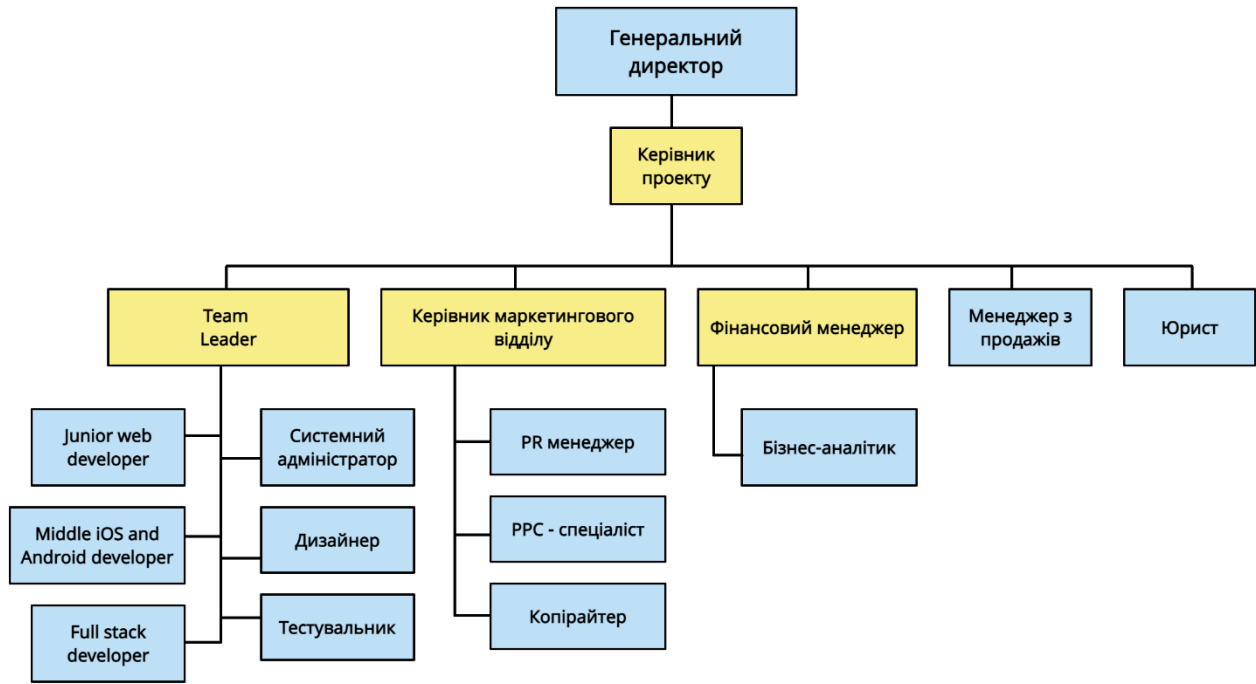 Генеральний
директор
Керівник
проекту
Team
Leader
Керівник маркетингового
відділу
Фінансовий менеджер
Менеджер з
продажів
Юрист
Junior web
developer
Системний
адміністратор
PR менеджер
Бізнес-аналітик
Middle iOS and
Android developer
Дизайнер
PPC - спеціаліст
Full stack
developer
Тестувальник
Копірайтер